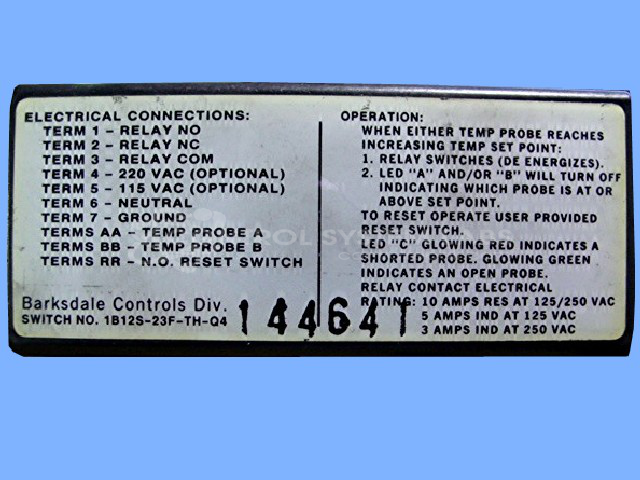 ELECTRICAL CONNECTIONS:
TERM 1 - RELAY NO
TERM 2 - RELAY NC
TERM 3 - RELAY COM
TERM 4 - 220 VAC (OPTIONAL)
TERM 5 - 115 VAC (OPTIONAL)
TERM 6 - NEUTRAL
TERM 7 - GROUND
TERMS AA - TEMP PROBE A
TERMS BB - TEMP PROBE B
TERMS RR - N.O. RESET SWITCH
Barksdale Controls Div.
SWITCH NO. 1B12S-23F-TH-Q4
144641
OPERATION:
WHEN EITHER TEMP PROBE REACHES
INCREASING TEMP SET POINT:
1. RELAY SWITCHES (DE ENERGIZES).
2. LED "A" AND/OR "B" WILL TURN OFF
INDICATING WHICH PROBE IS AT OR
ABOVE SET POINT.
TO RESET OPERATE USER PROVIDED
RESET SWITCH.
LED "C" GLOWING RED INDICATES A
SHORTED PROBE. GLOWING GREEN
INDICATES AN OPEN PROBE.
RELAY CONTACT ELECTRICAL
RATING: 10 AMPS RES AT 125/250 VAC
5 AMPS IND AT 125 VAC
3 AMPS IND AT 250 VAC